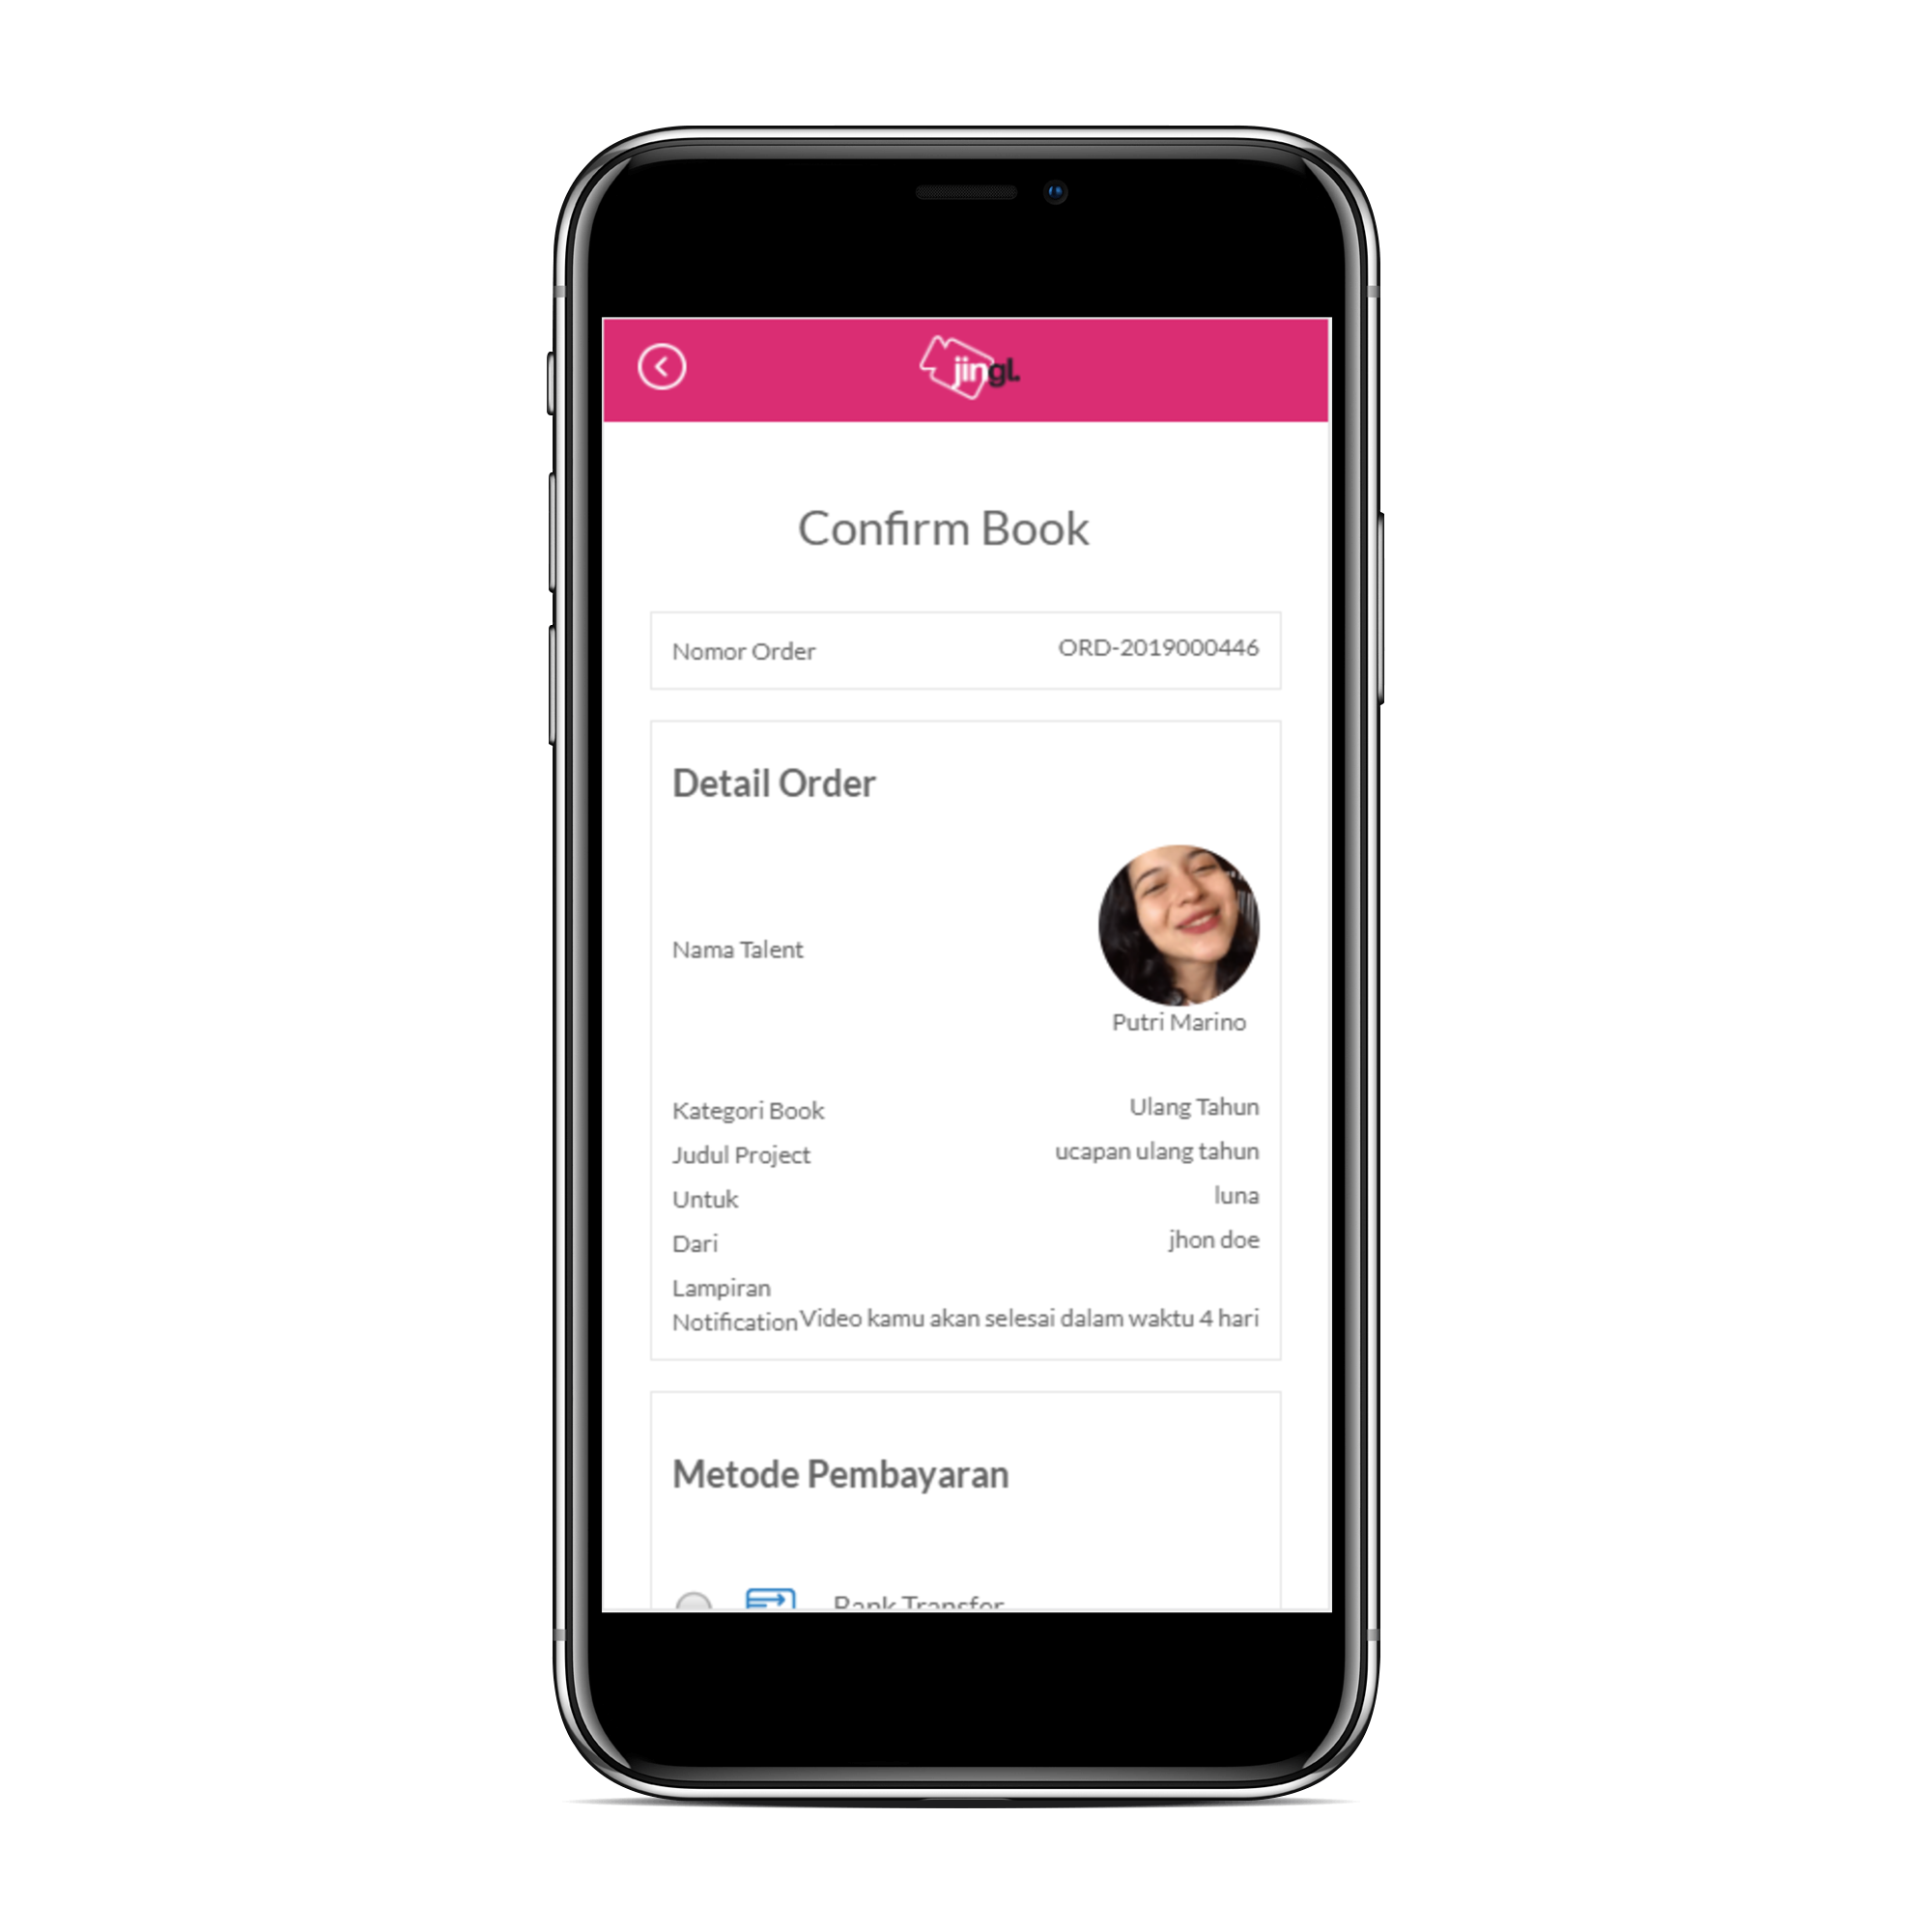 jingl.
Confirm Book
Nomor Order ORD-2019000446
Detail Order
Nama Talent
Putri Marino
Kategori Book Ulang Tahun
Judul Project ucapan ulang tahun
Untuk luna
Dari jhon doe
Lampiran
Notification Video kamu akan selesai dalam waktu 4 hari
Metode Pembayaran
Bank Transfer